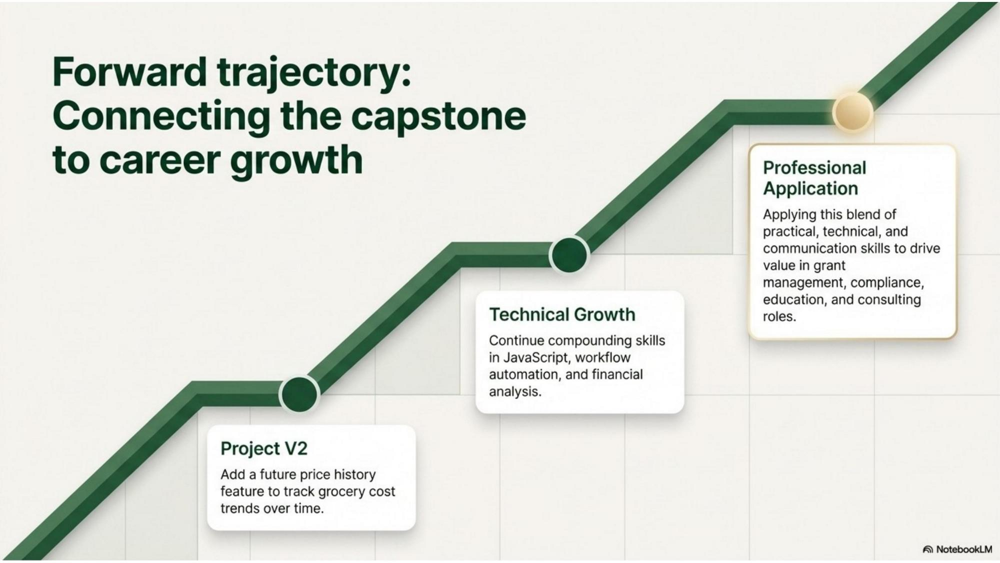 Forward trajectory:
Connecting the capstone
to career growth
Professional
Application
Applying this blend of
practical, technical, and
communication skills to drive
value in grant
management, compliance,
education, and consulting
roles.
Technical Growth
Continue compounding skills
in JavaScript, workflow
automation, and financial
analysis.
Project V2
Add a future price history
feature to track grocery cost
trends over time.
NotebookLM